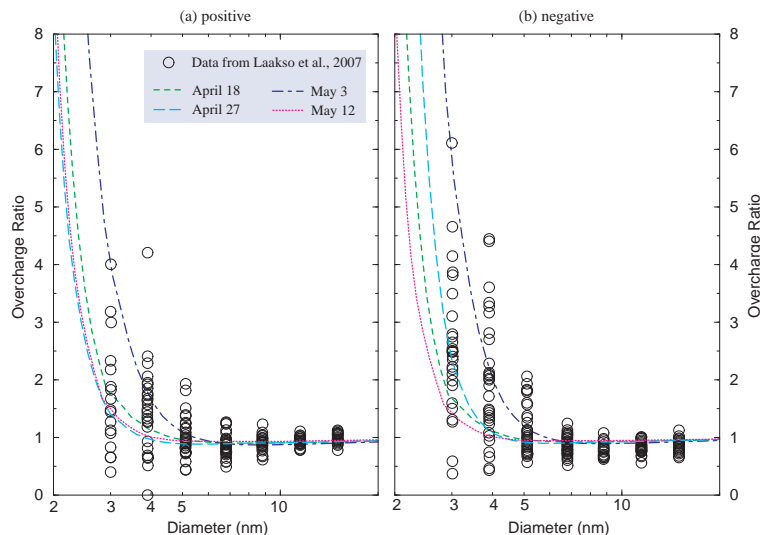 (a) positive
(b) negative
Data from Laakso et al., 2007
April 18
May 3
April 27
May 12
Overcharge Ratio
8
7
6
5
4
3
2
1
0
2
3
4
5
10
Diameter (nm)
2
3
4
5
10
Diameter (nm)
8
7
6
5
4
3
2
1
0
Overcharge Ratio